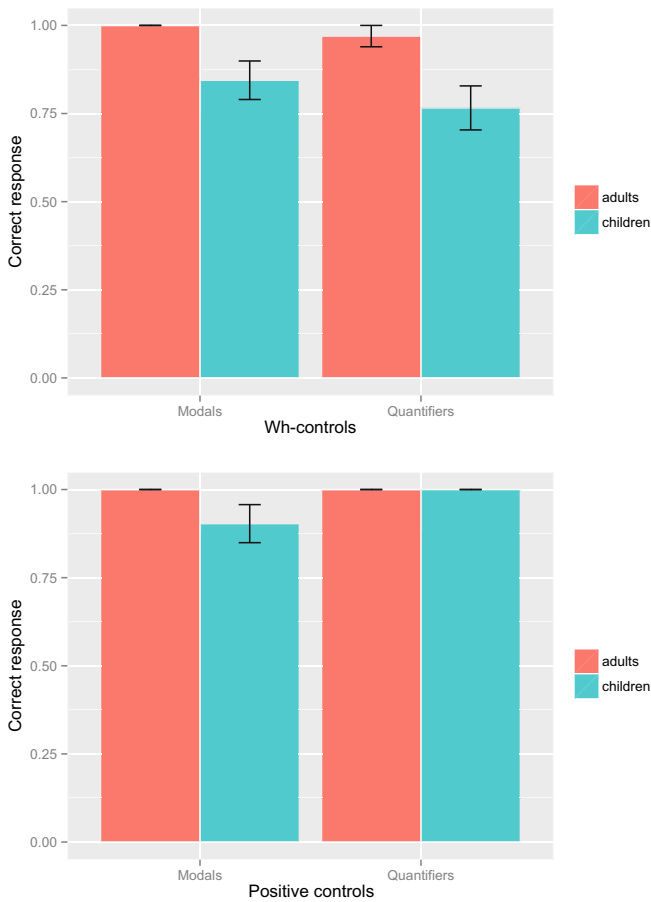 1.00
0.75
0.50
0.25
0.00
Correct response
Modals
Quantifiers
Wh-controls
adults
children
1.00
0.75
0.50
0.25
0.00
Correct response
Modals
Quantifiers
Positive controls
adults
children